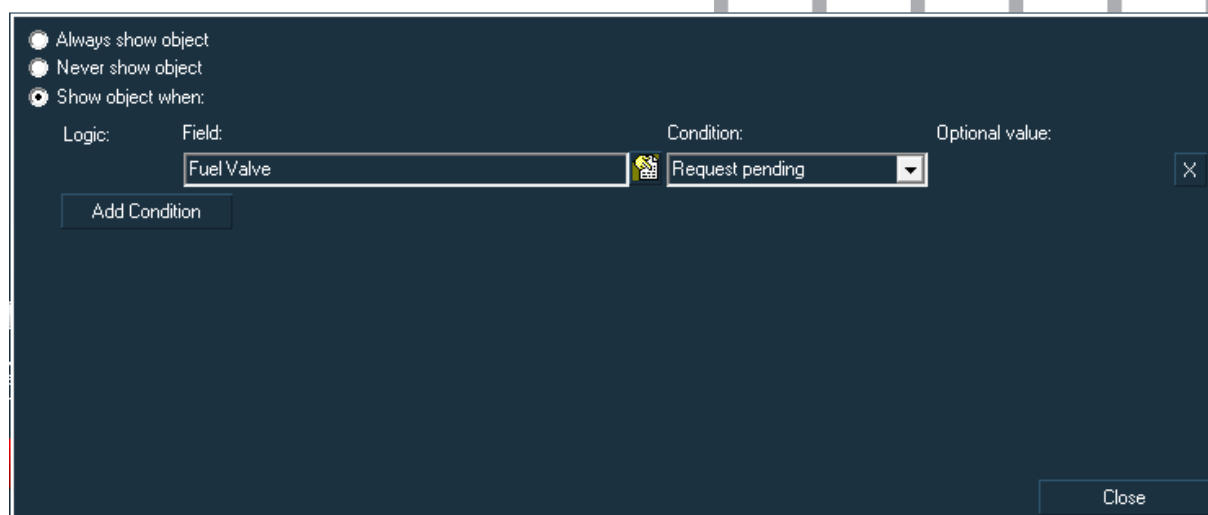 Always show object
Never show object
Show object when:
Logic: Field: Condition: Optional value:
Fuel Valve Request pending X
Add Condition
Close